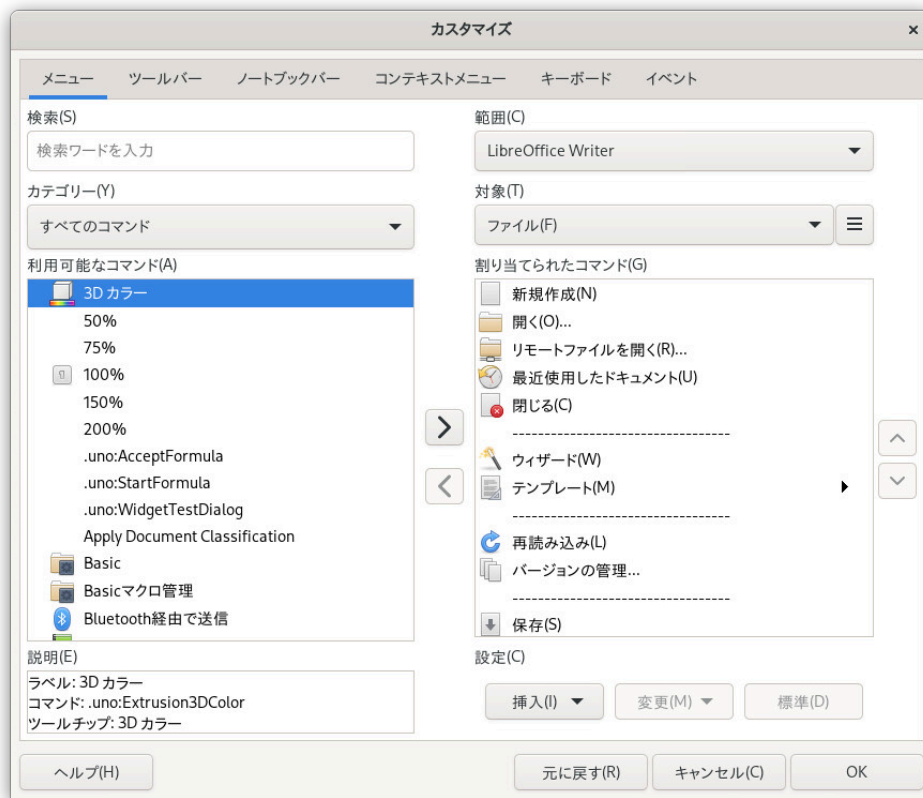 カスタマイズ
×
メニュー ツールバー ノートブックバー コンテキストメニュー キーボード イベント
検索(S)
検索ワードを入力
カテゴリー(Y)
すべてのコマンド
利用可能なコマンド(A)
3D カラー
50%
75%
100%
150%
200%
.uno:AcceptFormula
.uno:StartFormula
.uno:WidgetTestDialog
Apply Document Classification
Basic
Basicマクロ管理
Bluetooth経由で送信
説明(E)
ラベル: 3D カラー
コマンド: .uno:Extrusion3DColor
ツールチップ: 3D カラー
範囲(C)
LibreOffice Writer
対象(T)
ファイル(F)
割り当てられたコマンド(G)
新規作成(N)
開く(O)...
リモートファイルを開く(R)...
最近使用したドキュメント(U)
閉じる(C)
----------------------------------
ウィザード(W)
テンプレート(M)
----------------------------------
再読み込み(L)
バージョンの管理...
----------------------------------
保存(S)
設定(C)
挿入(I) 変更(M) 標準(D)
ヘルプ(H) 元に戻す(R) キャンセル(C) OK